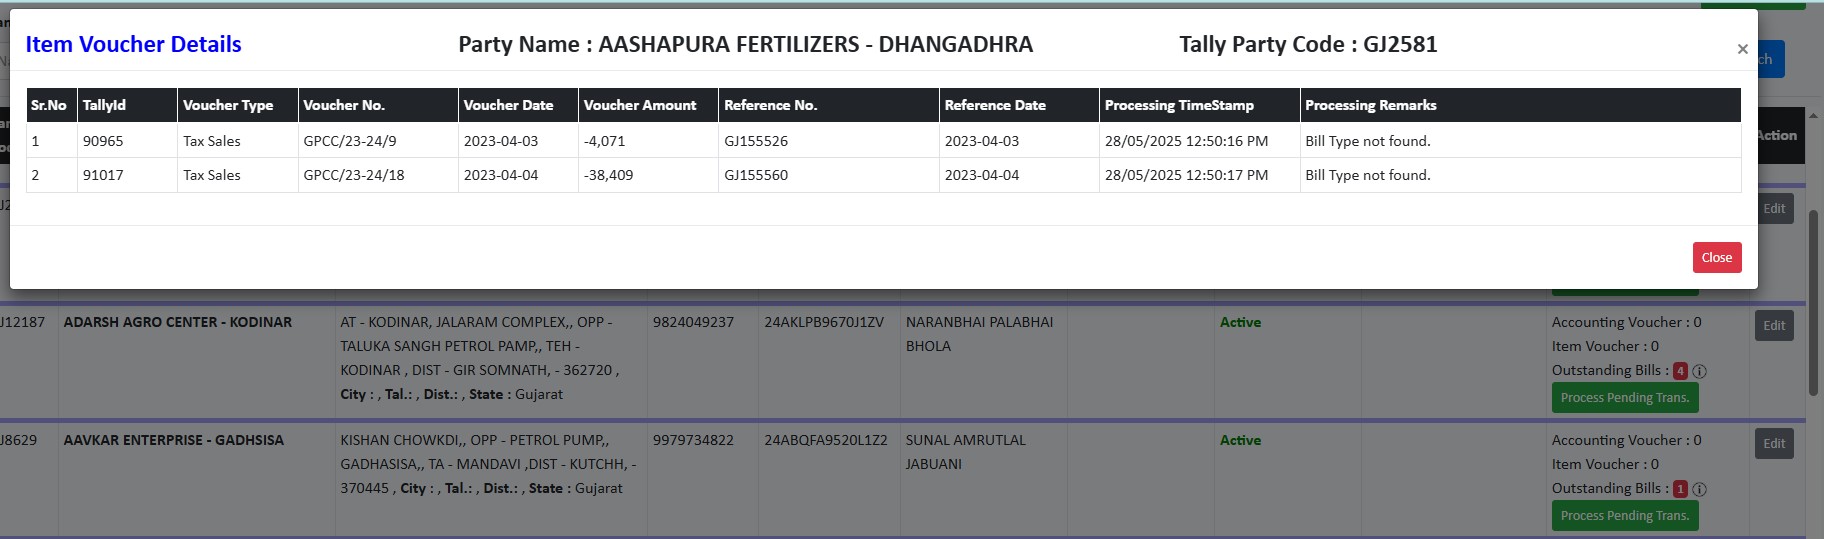 Item Voucher Details Party Name : AASHAPURA FERTILIZERS - DHANGADHRA Tally Party Code : GJ2581 ×
ch
Sr.No TallyId Voucher Type Voucher No. Voucher Date Voucher Amount Reference No. Reference Date Processing TimeStamp Processing Remarks
Action
1 90965 Tax Sales GPCC/23-24/9 2023-04-03 -4,071 GJ155526 2023-04-03 28/05/2025 12:50:16 PM Bill Type not found.
2 91017 Tax Sales GPCC/23-24/18 2023-04-04 -38,409 GJ155560 2023-04-04 28/05/2025 12:50:17 PM Bill Type not found.
J2 Edit
Close
J12187 ADARSH AGRO CENTER - KODINAR AT - KODINAR, JALARAM COMPLEX,, OPP - 9824049237 24AKLPB9670J1ZV NARANBHAI PALABHAI Active Accounting Voucher : 0 Edit
TALUKA SANGH PETROL PAMP,, TEH - BHOLA Item Voucher : 0
KODINAR , DIST - GIR SOMNATH, - 362720 , Outstanding Bills : 4
City : , Tal.: , Dist.: , State : Gujarat Process Pending Trans.
J8629 AAVKAR ENTERPRISE - GADHSISA KISHAN CHOWKDI,, OPP - PETROL PUMP,, 9979734822 24ABQFA9520L1Z2 SUNAL AMRUTLAL Active Accounting Voucher : 0 Edit
GADHASISA,, TA - MANDAVI ,DIST - KUTCHH, - JABUANI Item Voucher : 0
370445 , City : , Tal.: , Dist.: , State : Gujarat Outstanding Bills : 1
Process Pending Trans.